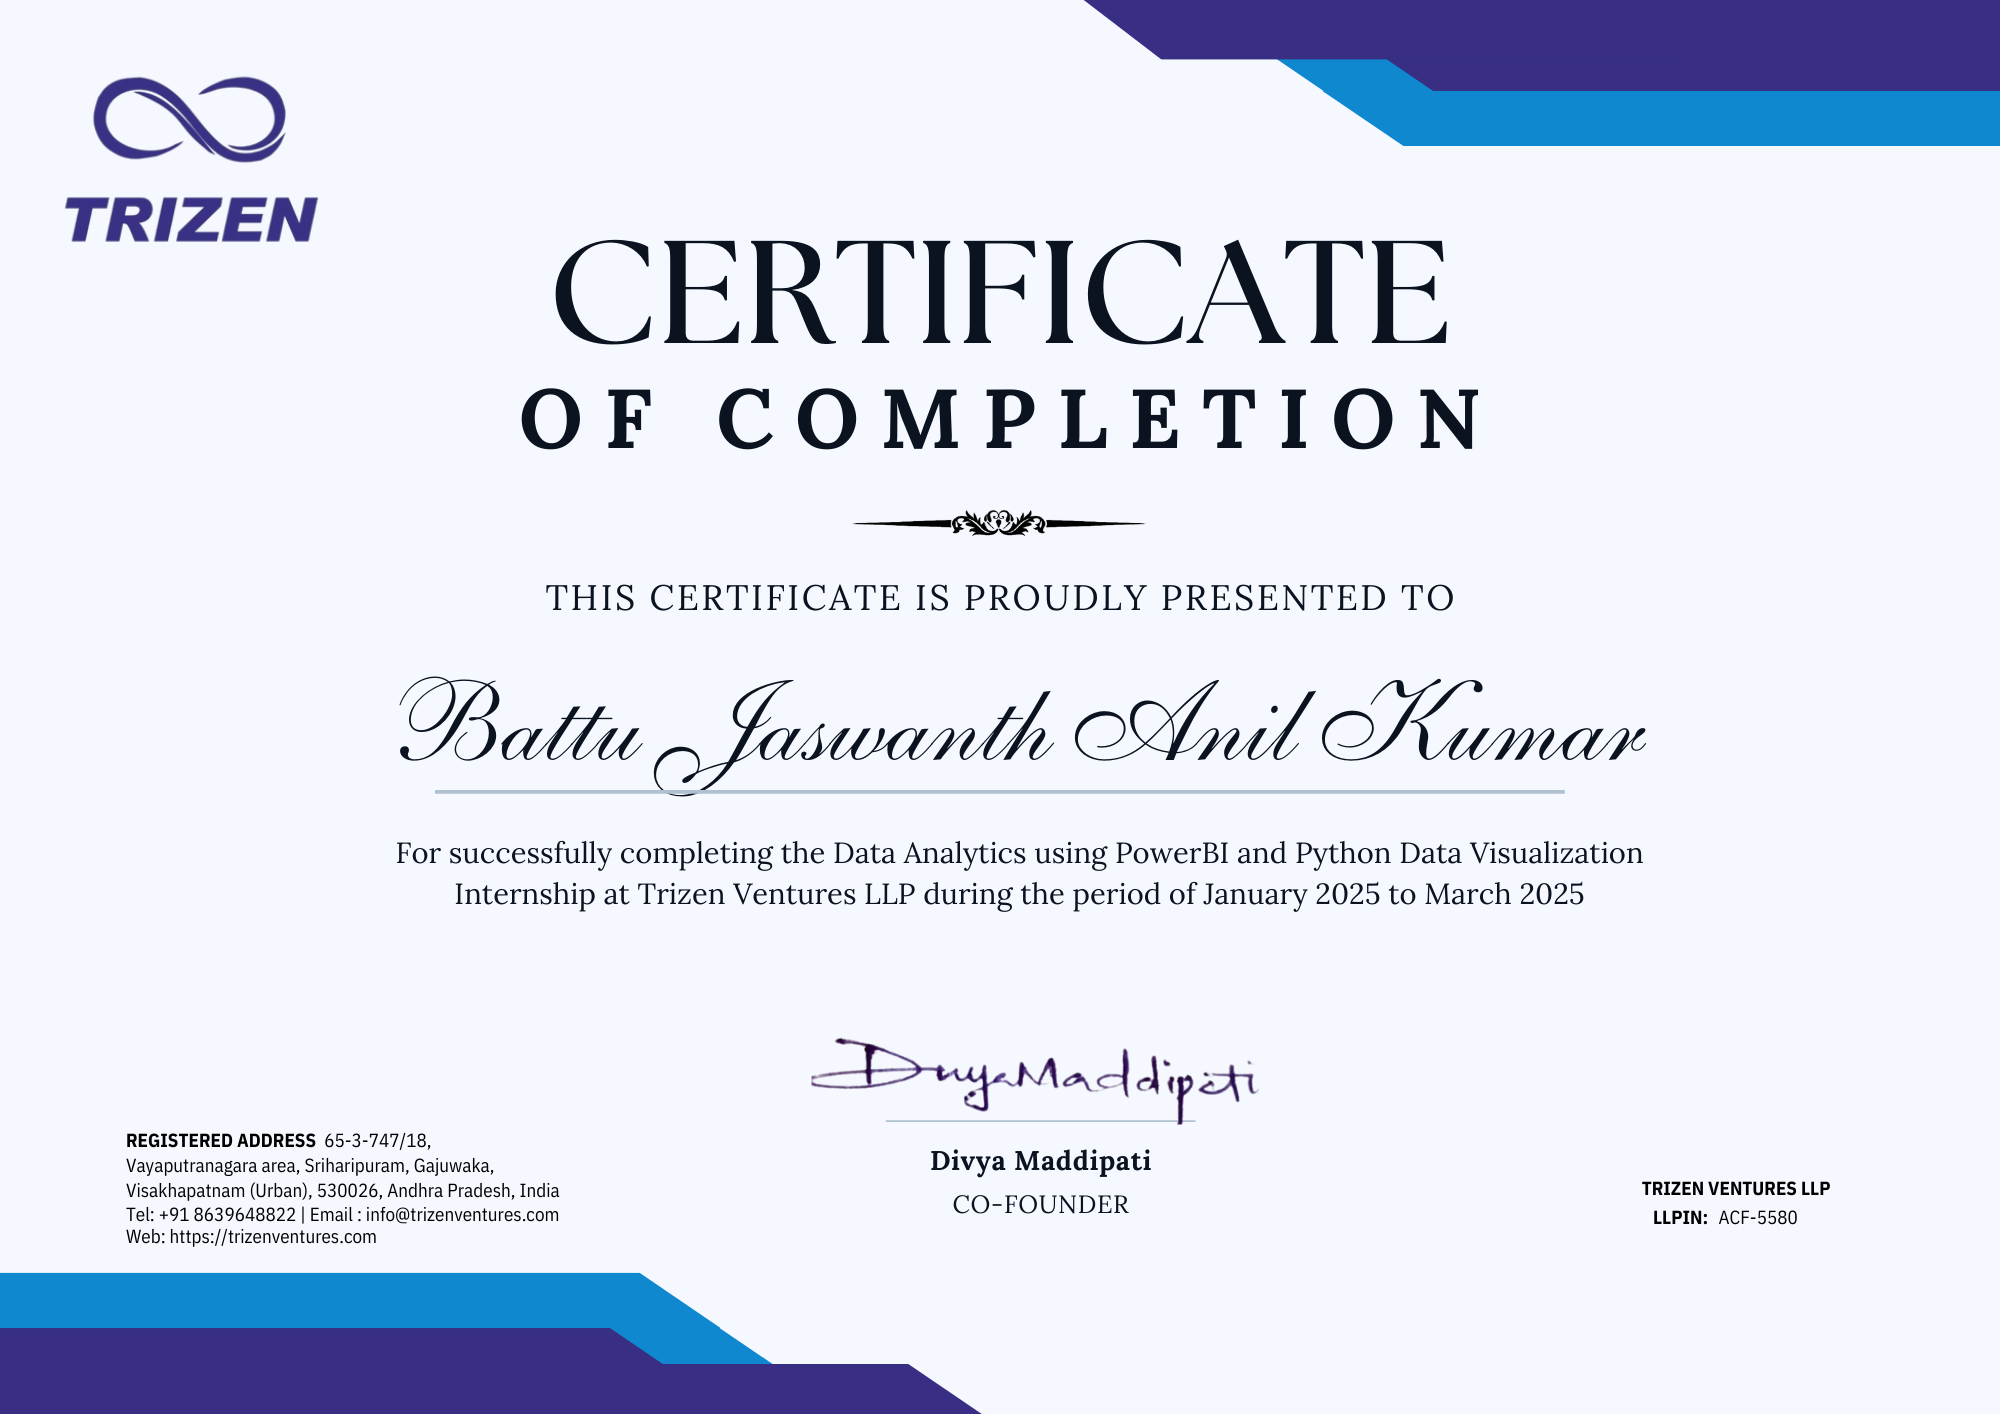 TRIZEN
CERTIFICATE
OF COMPLETION
THIS CERTIFICATE IS PROUDLY PRESENTED TO
Battu Jaswanth Anil Kumar
For successfully completing the Data Analytics using PowerBI and Python Data Visualization
Internship at Trizen Ventures LLP during the period of January 2025 to March 2025
DivyaMaddipati
Divya Maddipati
CO-FOUNDER
REGISTERED ADDRESS 65-3-747/18,
Vayaputranagara area, Sriharipuram, Gajuwaka,
Visakhapatnam (Urban), 530026, Andhra Pradesh, India
Tel: +91 8639648822 | Email : info@trizenventures.com
Web: https://trizenventures.com
TRIZEN VENTURES LLP
LLPIN: ACF-5580